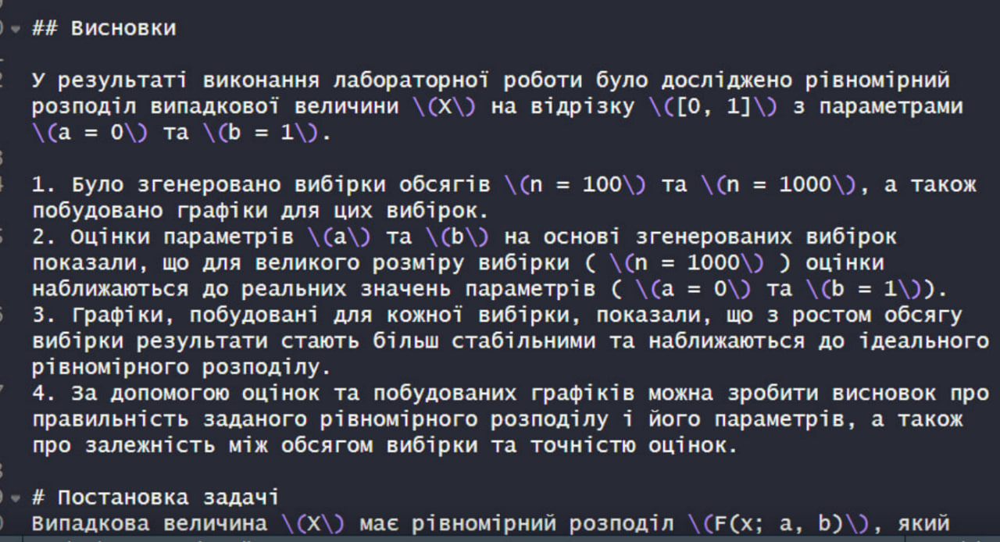 ## Висновки
У результаті виконання лабораторної роботи було досліджено рівномірний
розподіл випадкової величини \(X\) на відрізку \([0, 1]\) з параметрами
\(a = 0\) та \(b = 1\).
1. Було згенеровано вибірки обсягів \(n = 100\) та \(n = 1000\), а також
побудовано графіки для цих вибірок.
2. Оцінки параметрів \(a\) та \(b\) на основі згенерованих вибірок
показали, що для великого розміру вибірки ( \(n = 1000\) ) оцінки
наближаються до реальних значень параметрів ( \(a = 0\) та \(b = 1\)).
3. Графіки, побудовані для кожної вибірки, показали, що з ростом обсягу
вибірки результати стають більш стабільними та наближаються до ідеального
рівномірного розподілу.
4. За допомогою оцінок та побудованих графіків можна зробити висновок про
правильність заданого рівномірного розподілу і його параметрів, а також
про залежність між обсягом вибірки та точністю оцінок.
# Постановка задачі
Випадкова величина \(X\) має рівномірний розподіл \(F(x; a, b)\), який